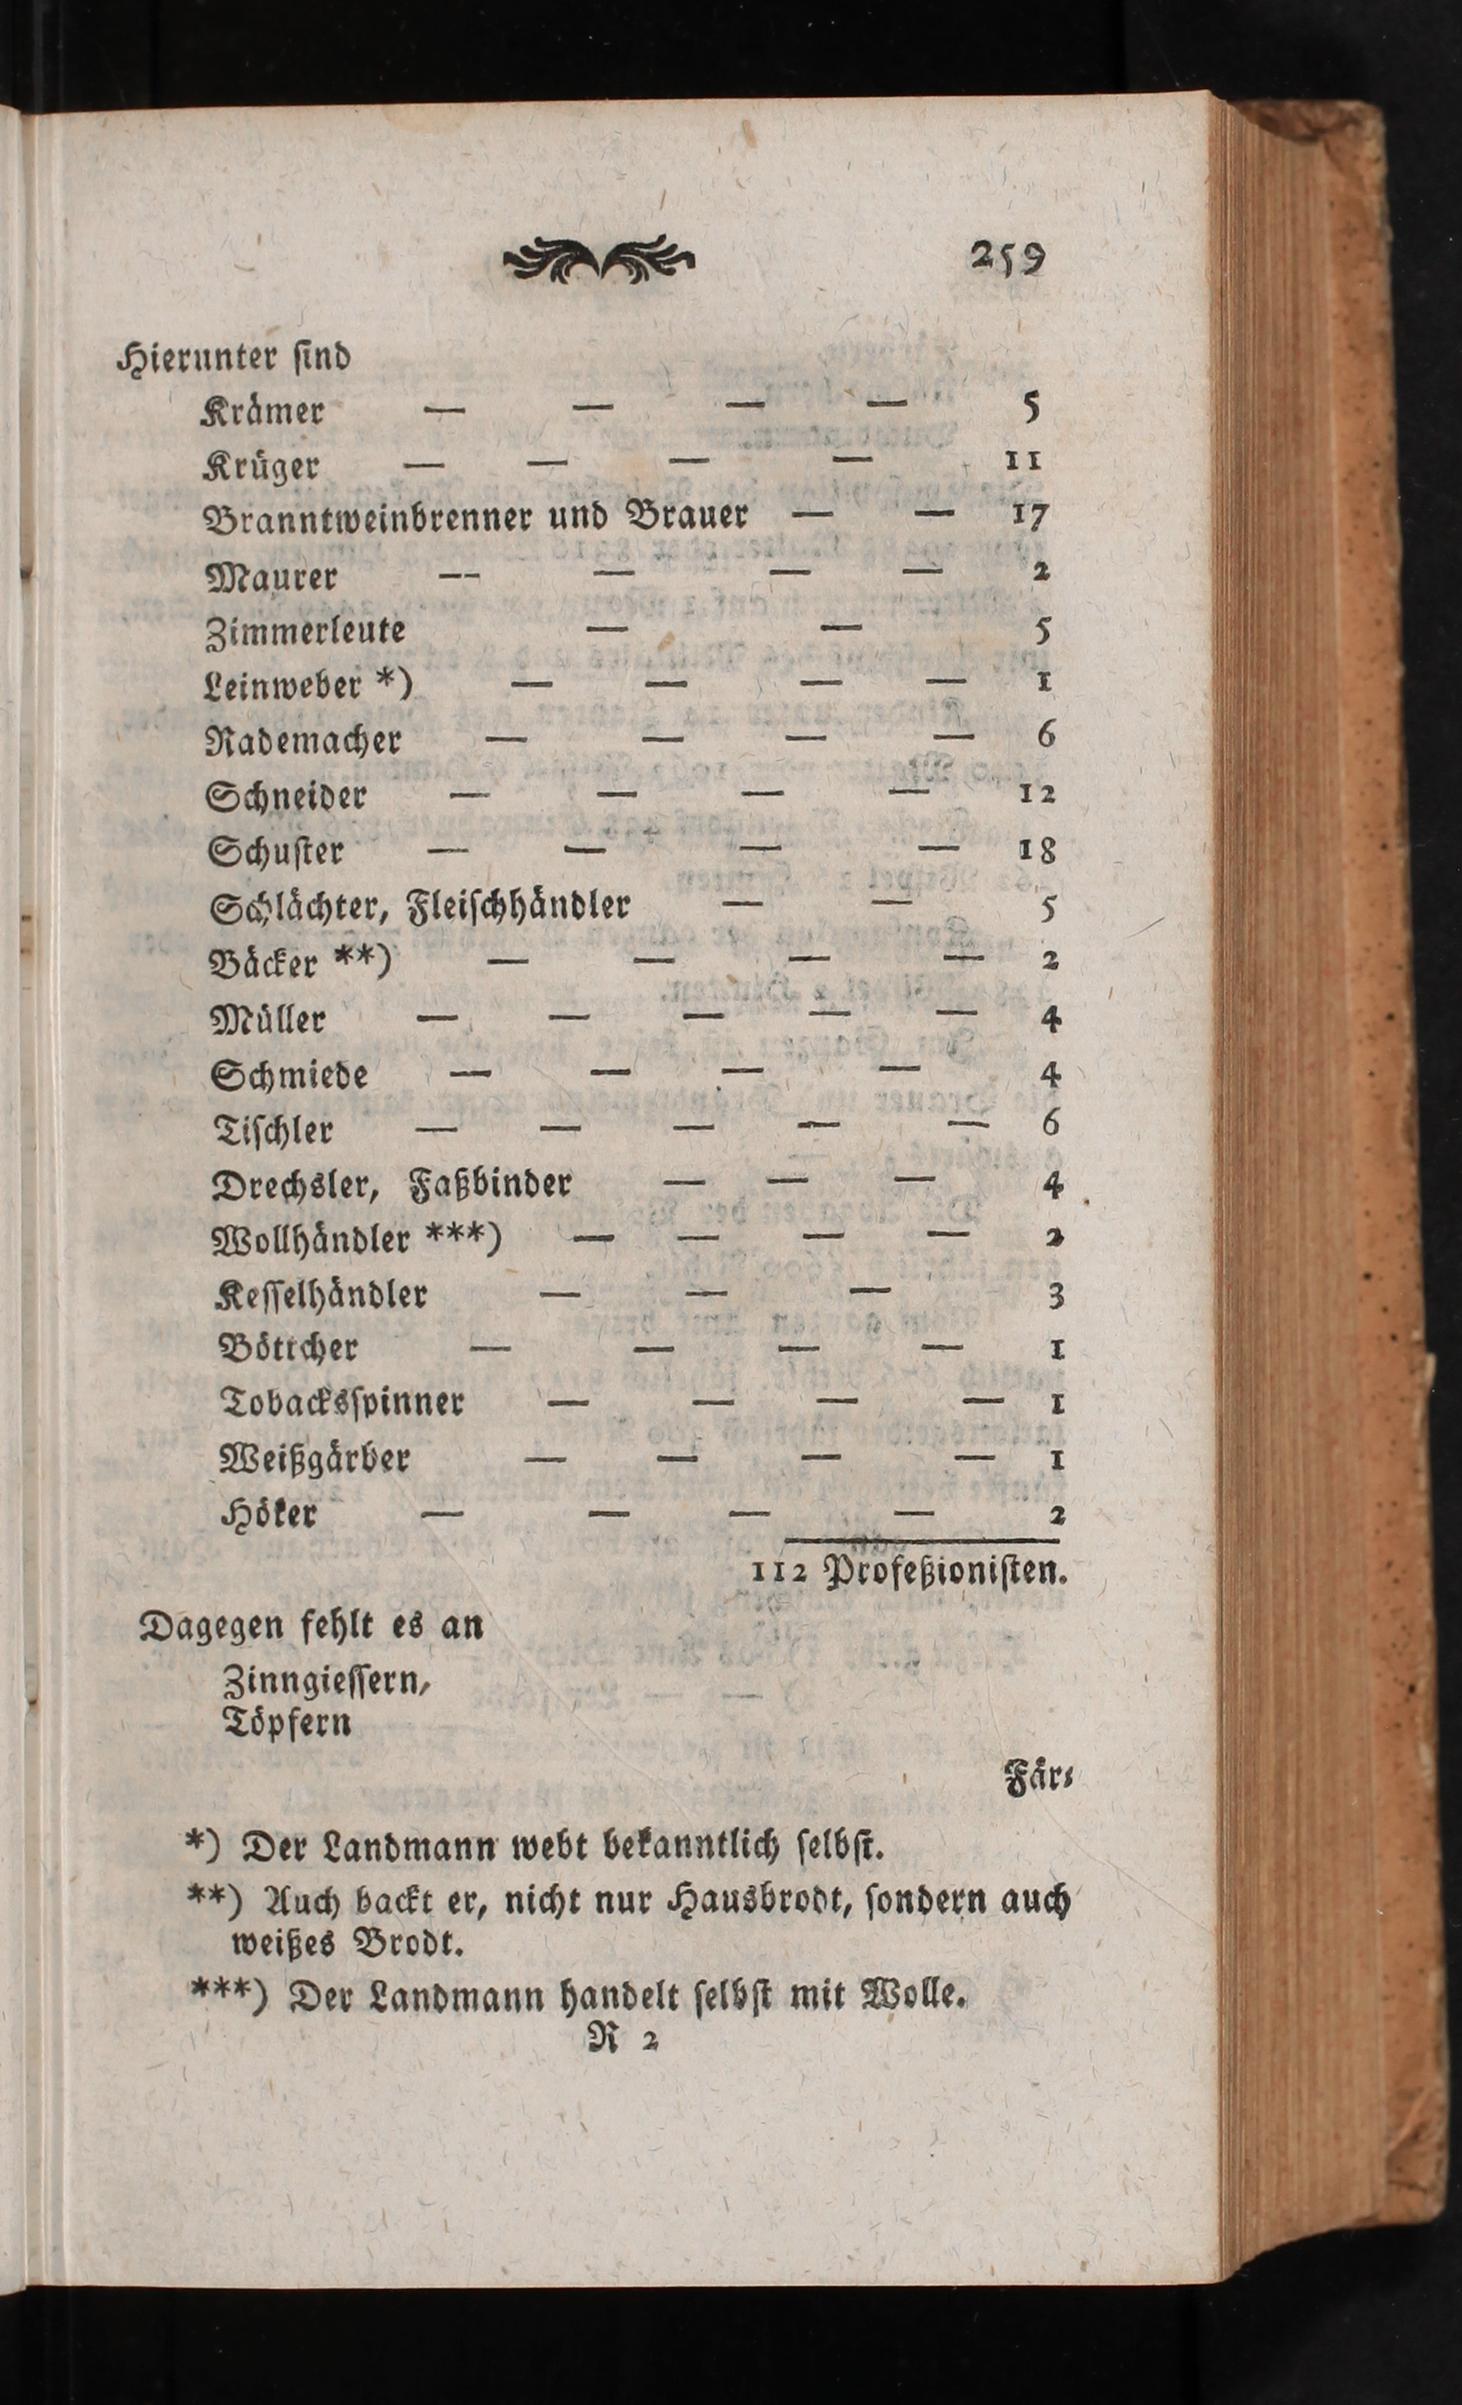 259
Hierunter ſind
Krämer — — — — 5
Krüger — — — — 11
Branntweinbrenner und Brauer — — 17
Maurer — — — — 2
Zimmerleute — — 5
Leinweber *) — — — — 1
Rademacher — — — — 6
Schneider — — — — 12
Schuſter — — — — 18
Schlächter, Fleiſchhändler — — 5
Bäcker **) — — — — 2
Müller — — — — — 4
Schmiede — — — — 4
Tiſchler — — — — — 6
Drechsler, Faßbinder — — — 4
Wollhändler ***) — — — — 2
Keſſelhändler — — — 3
Böttcher — — — — 1
Tobacksſpinner — — — — 1
Weißgärber — — — — 1
Höker — — — — 2
112 Profeßioniſten.
Dagegen fehlt es an
Zinngieſſern,
Töpfern
Fär⸗
*) Der Landmann webt bekanntlich ſelbſt.
**) Auch backt er, nicht nur Hausbrodt, ſondern auch
weißes Brodt.
***) Der Landmann handelt ſelbſt mit Wolle.
R 2